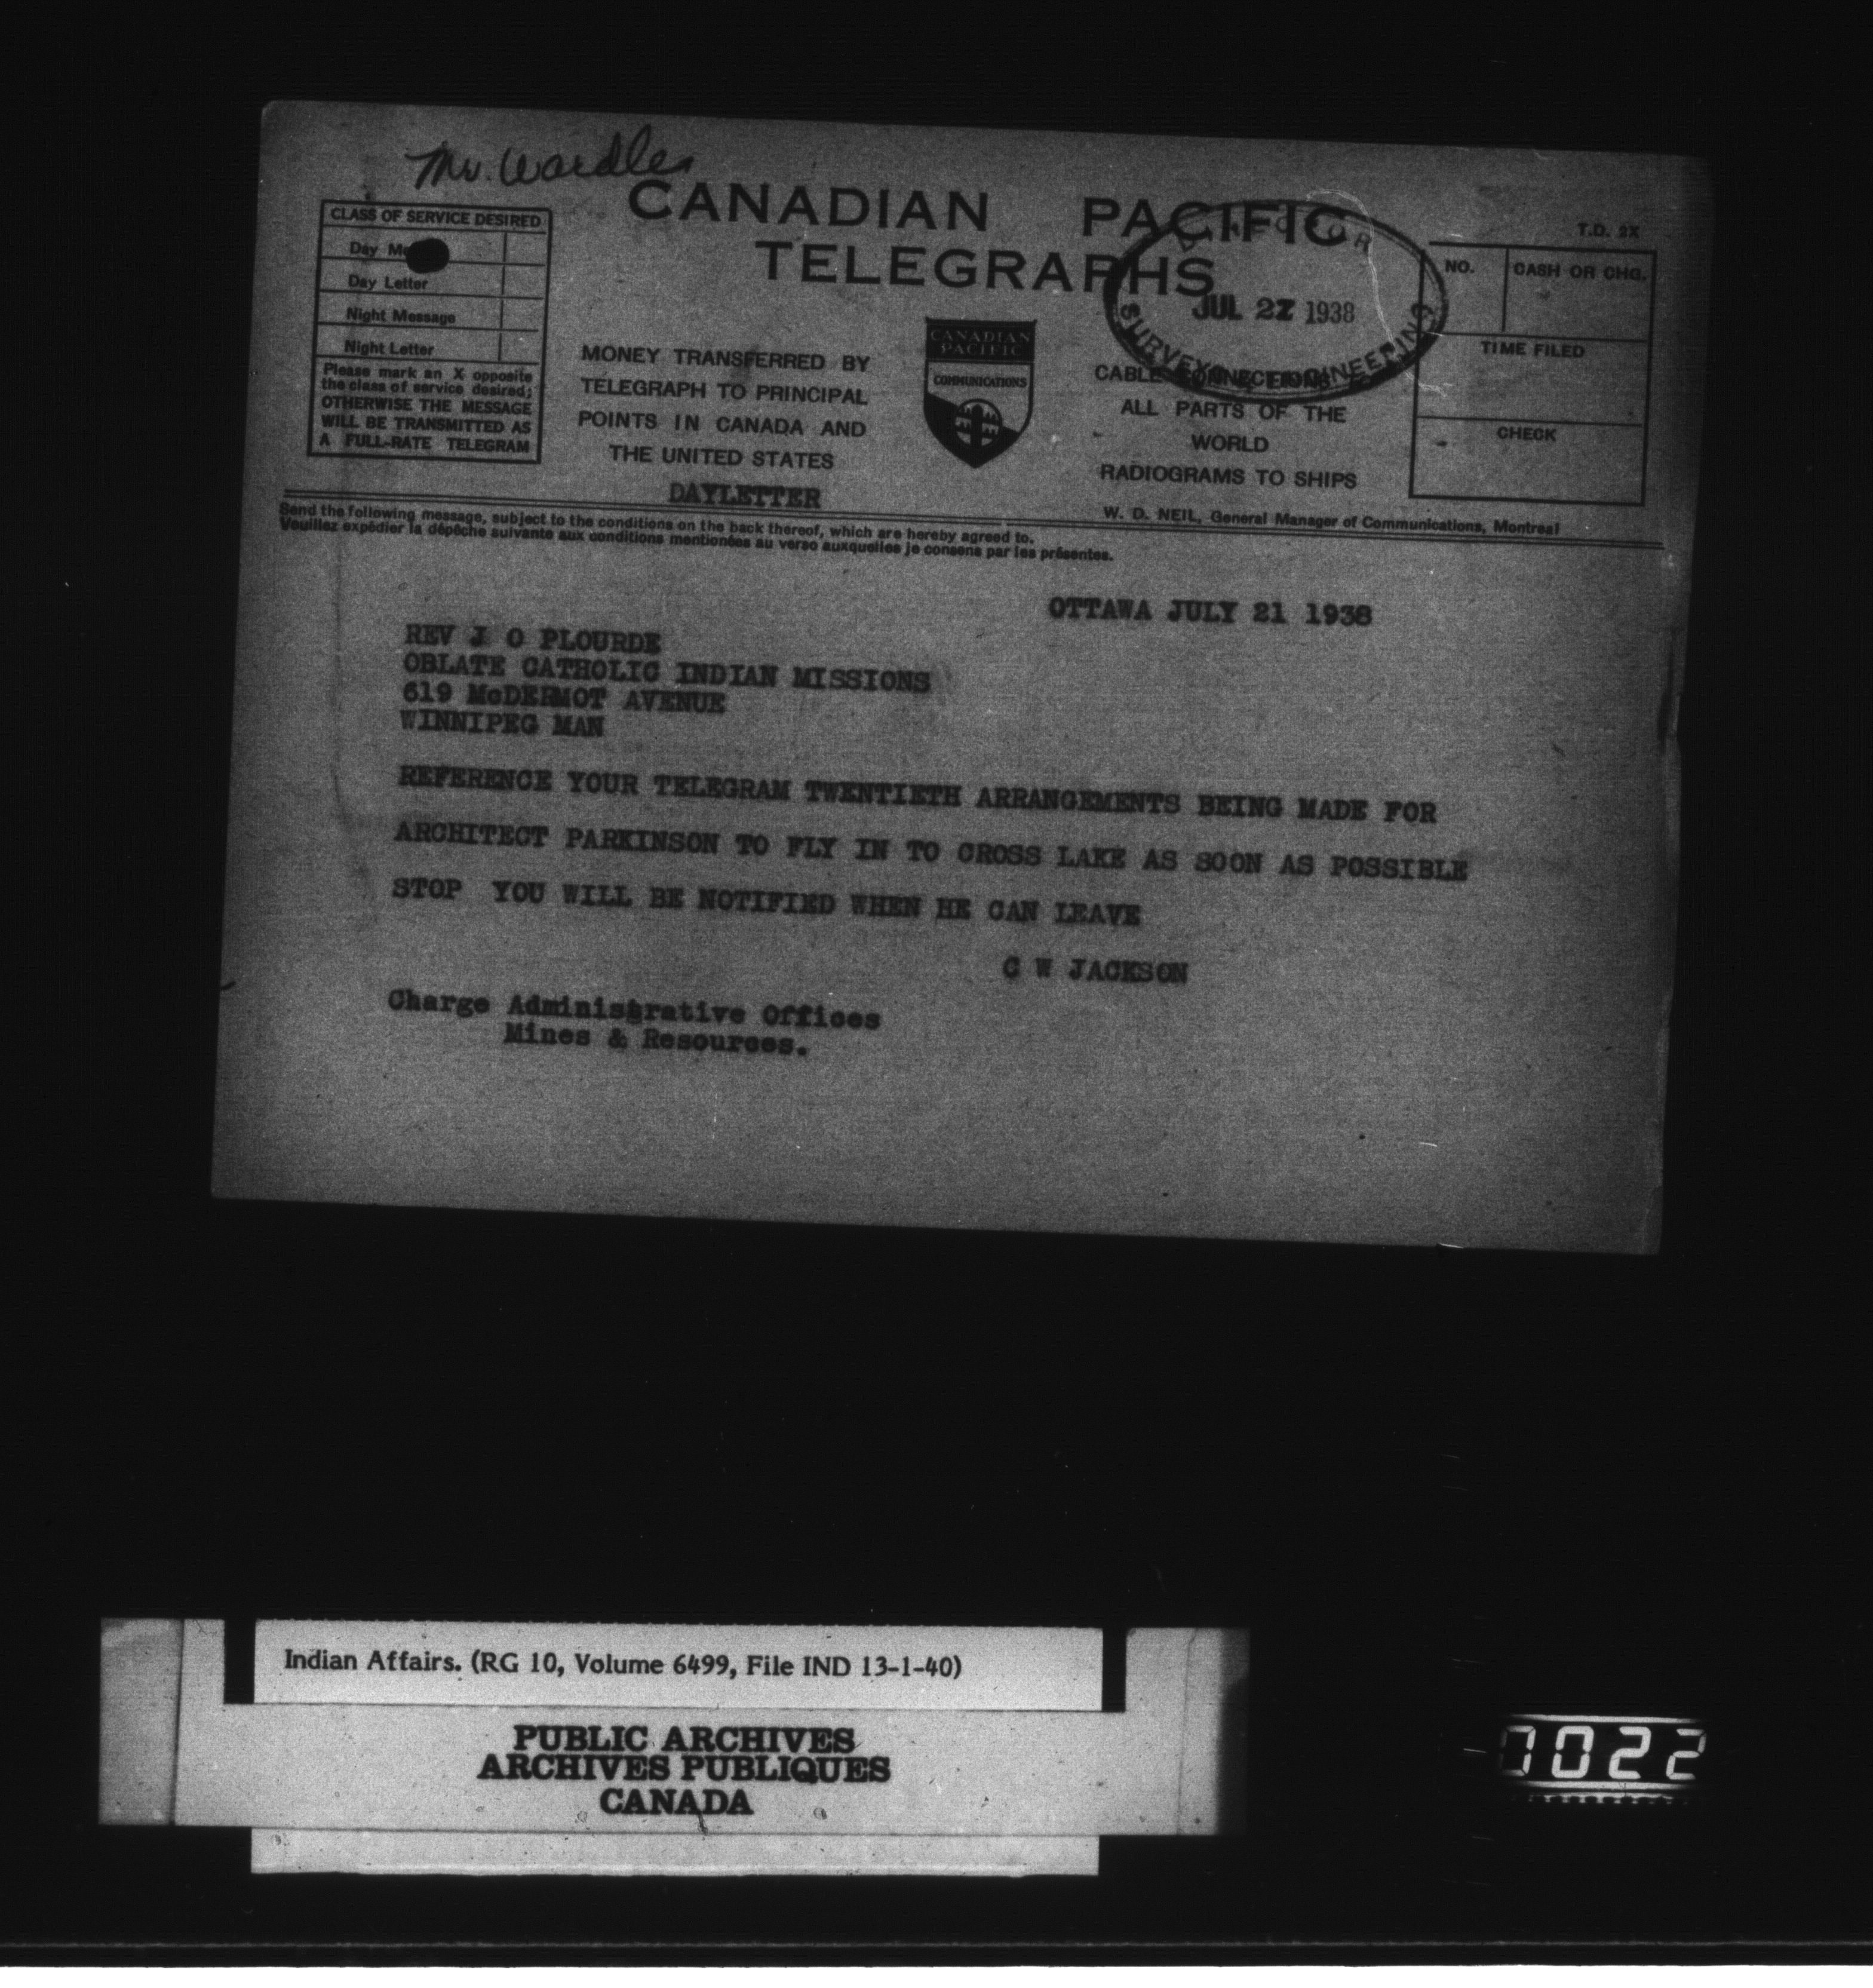 Mr. Wardle
CANADIAN PACIFIC
TELEGRAPHS
T.D. 2X
CLASS OF SERVICE DESIRED
Day Me
Day Letter
Night Message
Night Letter
Please mark an X opposite
the class of service desired;
OTHERWISE THE MESSAGE
WILL BE TRANSMITTED AS
A FULL-RATE TELEGRAM
MONEY TRANSFERRED BY
TELEGRAPH TO PRINCIPAL
POINTS IN CANADA AND
THE UNITED STATES
DAYLETTER
CANADIAN
PACIFIC
COMMUNICATIONS
JUL 22 1938
SURVEYS & ENGINEERING
CABLE CONNECTIONS
ALL PARTS OF THE
WORLD
RADIOGRAMS TO SHIPS
NO.
CASH OR CHG.
TIME FILED
CHECK
W. D. NEIL, General Manager of Communications, Montreal
Send the following message, subject to the conditions on the back thereof, which are hereby agreed to.
Veuillez expédier la dépêche suivante aux conditions mentionées au verso auxquelles je consens par les présentes.
OTTAWA JULY 21 1938
REV J O PLOURDE
OBLATE CATHOLIC INDIAN MISSIONS
619 McDERMOT AVENUE
WINNIPEG MAN
REFERENCE YOUR TELEGRAM TWENTIETH ARRANGEMENTS BEING MADE FOR
ARCHITECT PARKINSON TO FLY IN TO CROSS LAKE AS SOON AS POSSIBLE
STOP YOU WILL BE NOTIFIED WHEN HE CAN LEAVE
C W JACKSON
Charge Administrative Offices
Mines & Resources.
Indian Affairs. (RG 10, Volume 6499, File IND 13-1-40)
PUBLIC ARCHIVES
ARCHIVES PUBLIQUES
CANADA
022